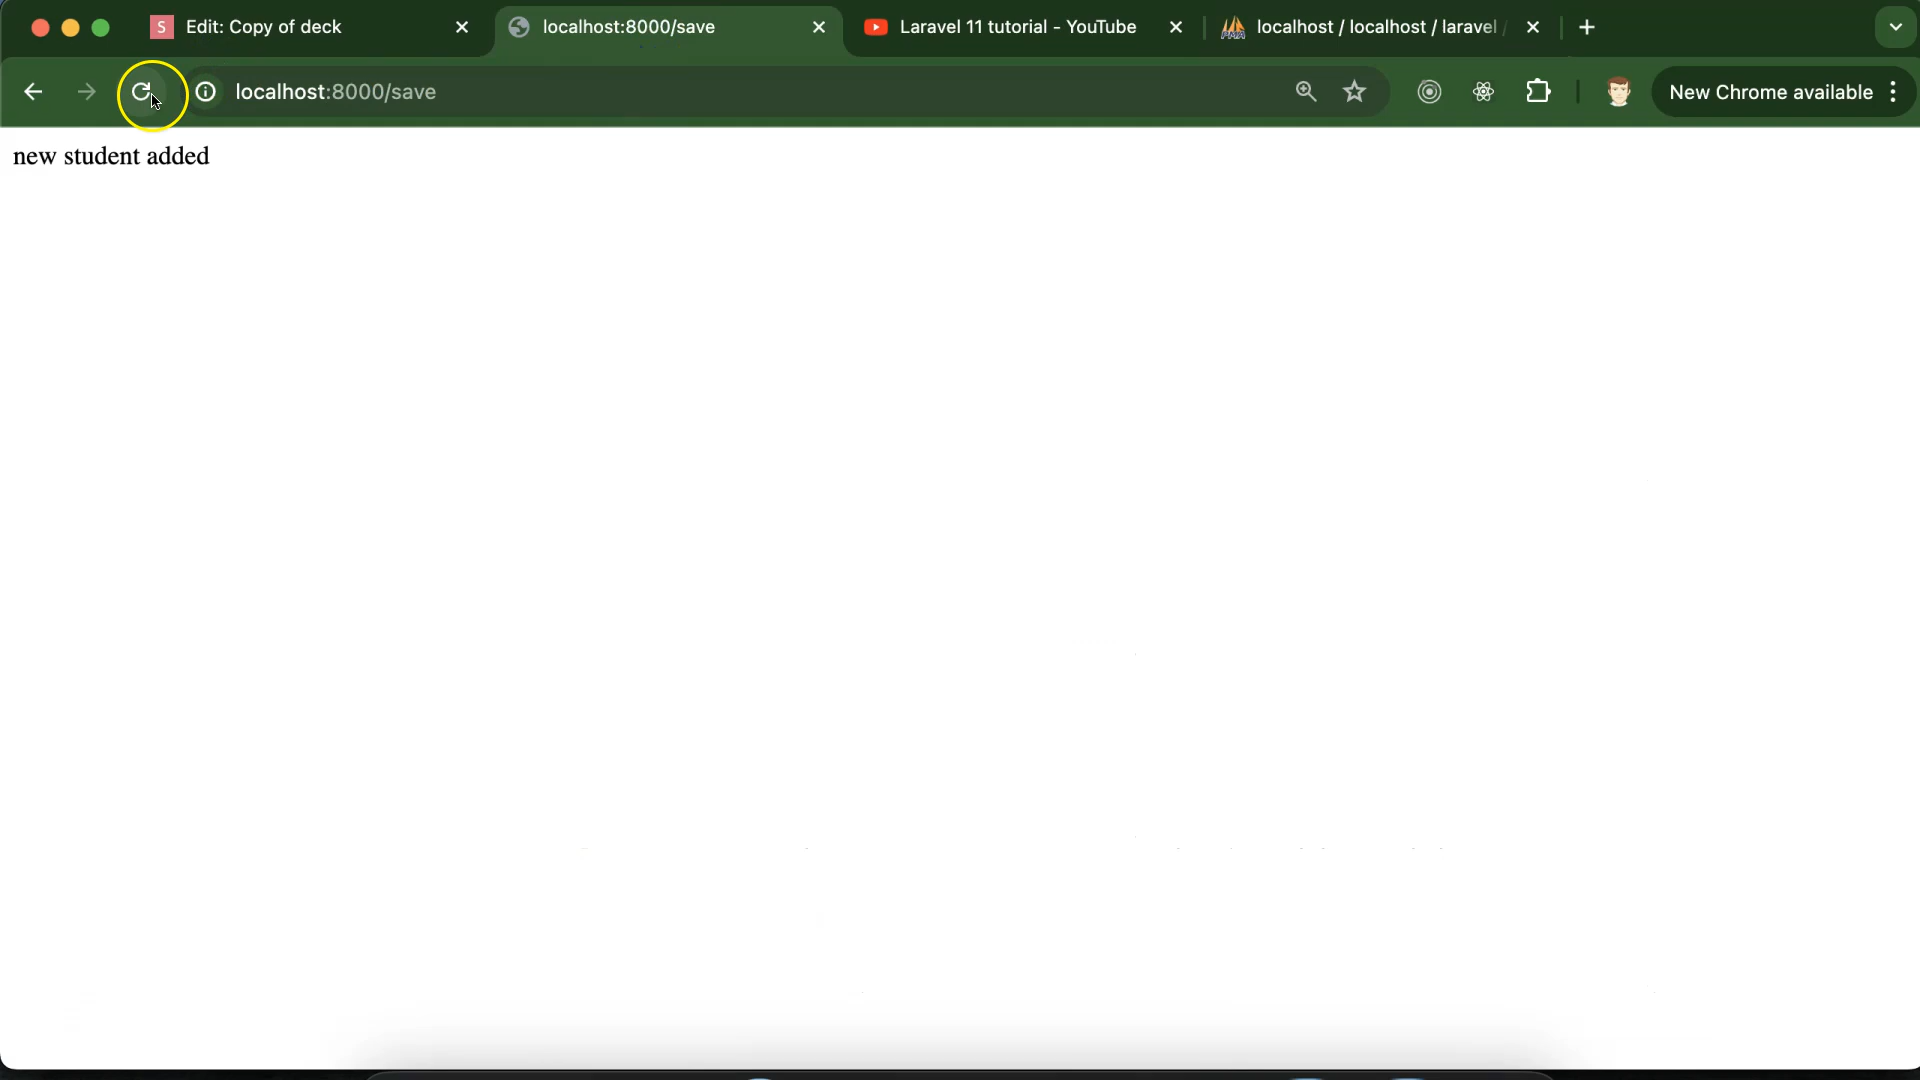 S Edit: Copy of deck
localhost:8000/save
Laravel 11 tutorial - YouTube
localhost / localhost / laravel /
localhost:8000/save
New Chrome available
new student added